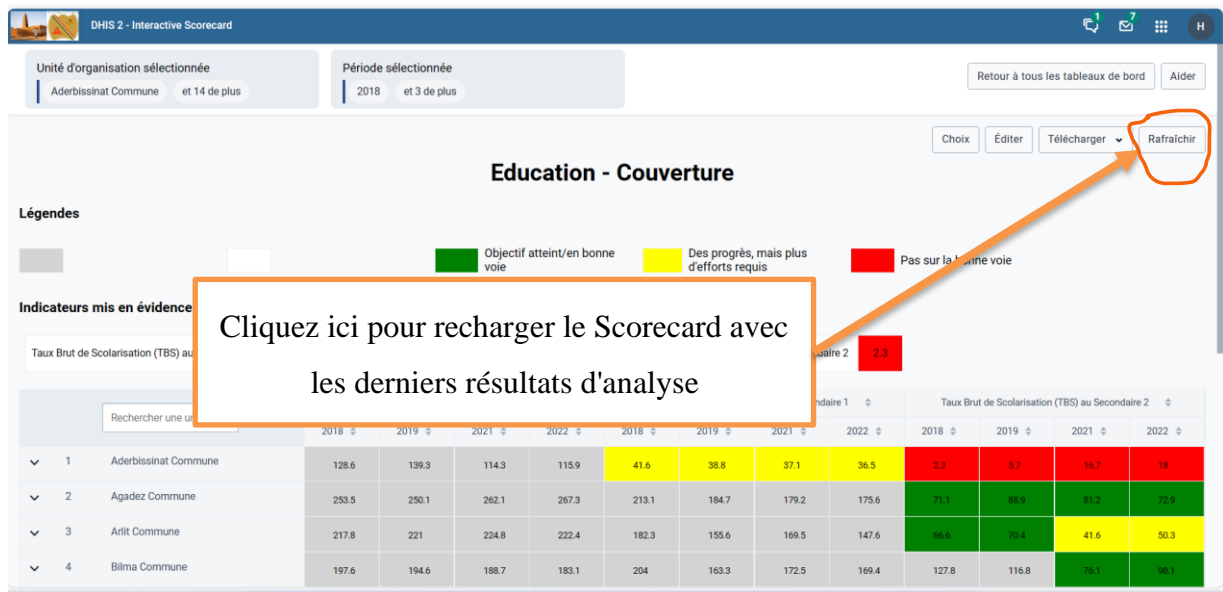 DHIS 2 - Interactive Scorecard
1
7
H
Unité d'organisation sélectionnée
Aderbissinat Commune et 14 de plus
Période sélectionnée
2018 et 3 de plus
Retour à tous les tableaux de bord
Aider
Choix
Éditer
Télécharger
Rafraîchir
Education - Couverture
Légendes
Objectif atteint/en bonne
voie
Des progrès, mais plus
d'efforts requis
Pas sur la bonne voie
Indicateurs mis en évidence
Cliquez ici pour recharger le Scorecard avec
les derniers résultats d'analyse
Taux Brut de Scolarisation (TBS) au
2 2.3
Rechercher une
1
Taux Brut de Scolarisation (TBS) au Secondaire 2
2018 2019 2021 2022 2018 2019 2021 2022 2018 2019 2021 2022
1 Aderbissinat Commune 128.6 139.3 114.3 115.9 41.6 38.8 37.1 36.5 2.3 5.7 16.7 18
2 Agadez Commune 253.5 250.1 262.1 267.3 213.1 184.7 179.2 175.6 71.1 88.9 81.2 72.9
3 Arlit Commune 217.8 221 224.8 222.4 182.3 155.6 169.5 147.6 66.6 70.4 41.6 50.3
4 Bilma Commune 197.6 194.6 188.7 183.1 204 163.3 172.5 169.4 127.8 116.8 76.1 98.1